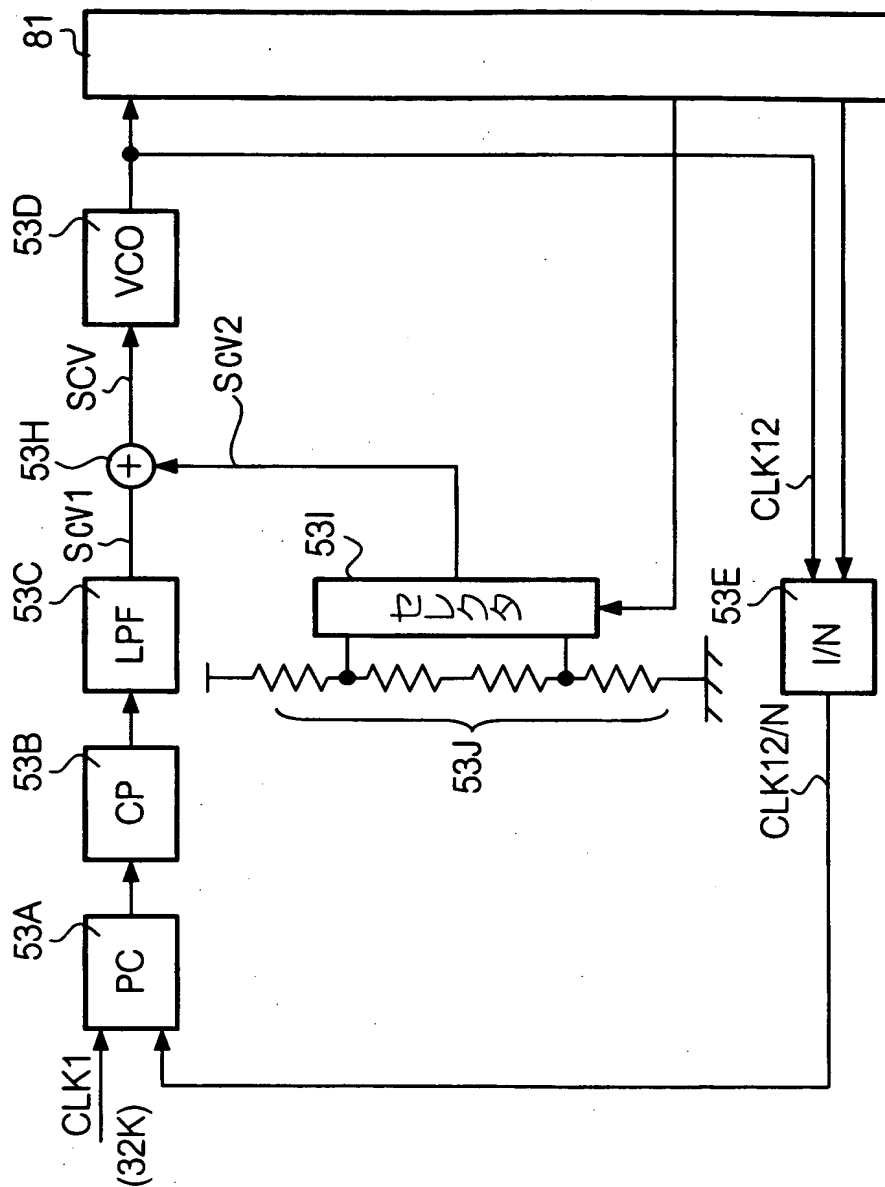 53A
53B
53C
53H
53D
81
CLK1
(32K)
PC
CP
LPF
SCV1
SCV
VCO
SCV2
53I
セレクタ
53J
CLK12/N
53E
CLK12
I/N